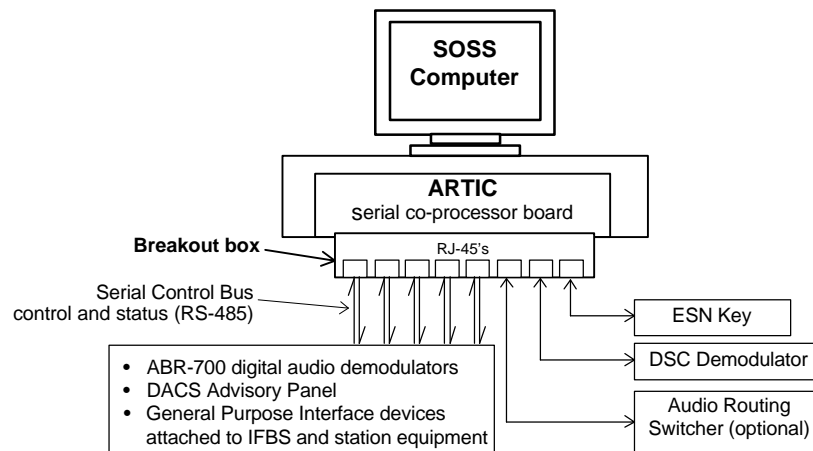 SOSS
Computer
ARTIC
serial co-processor board
Breakout box
RJ-45's
Serial Control Bus
control and status (RS-485)
ESN Key
DSC Demodulator
• ABR-700 digital audio demodulators
• DACS Advisory Panel
• General Purpose Interface devices
attached to IFBS and station equipment
Audio Routing
Switcher (optional)